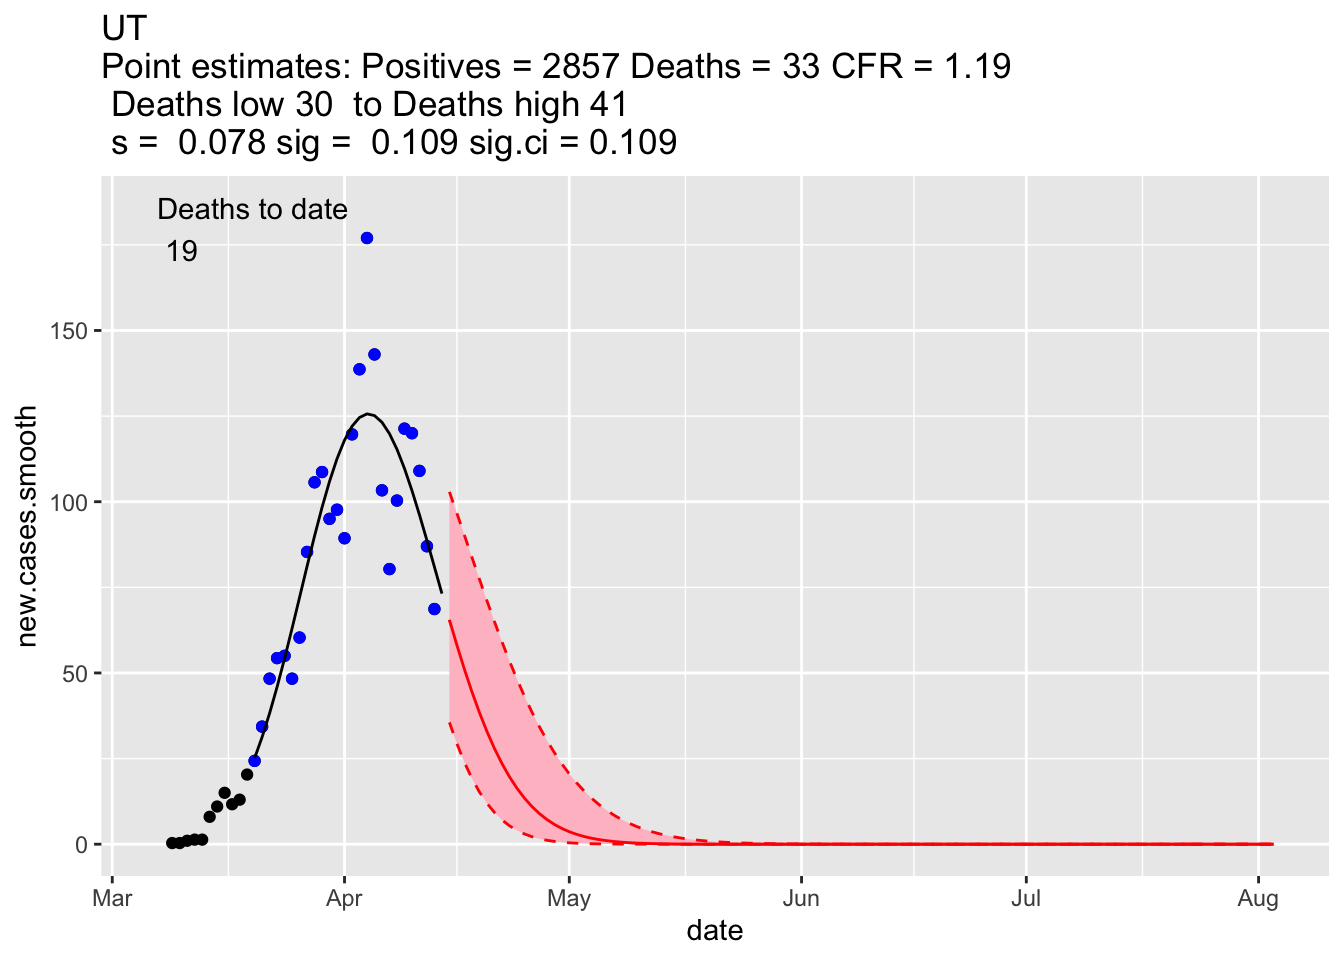 UT
Point estimates: Positives = 2857 Deaths = 33 CFR = 1.19
Deaths low 30  to Deaths high 41
s =  0.078 sig =  0.109 sig.ci = 0.109
Deaths to date
19
new.cases.smooth
150
100
50
0
Mar Apr May Jun Jul Aug
date